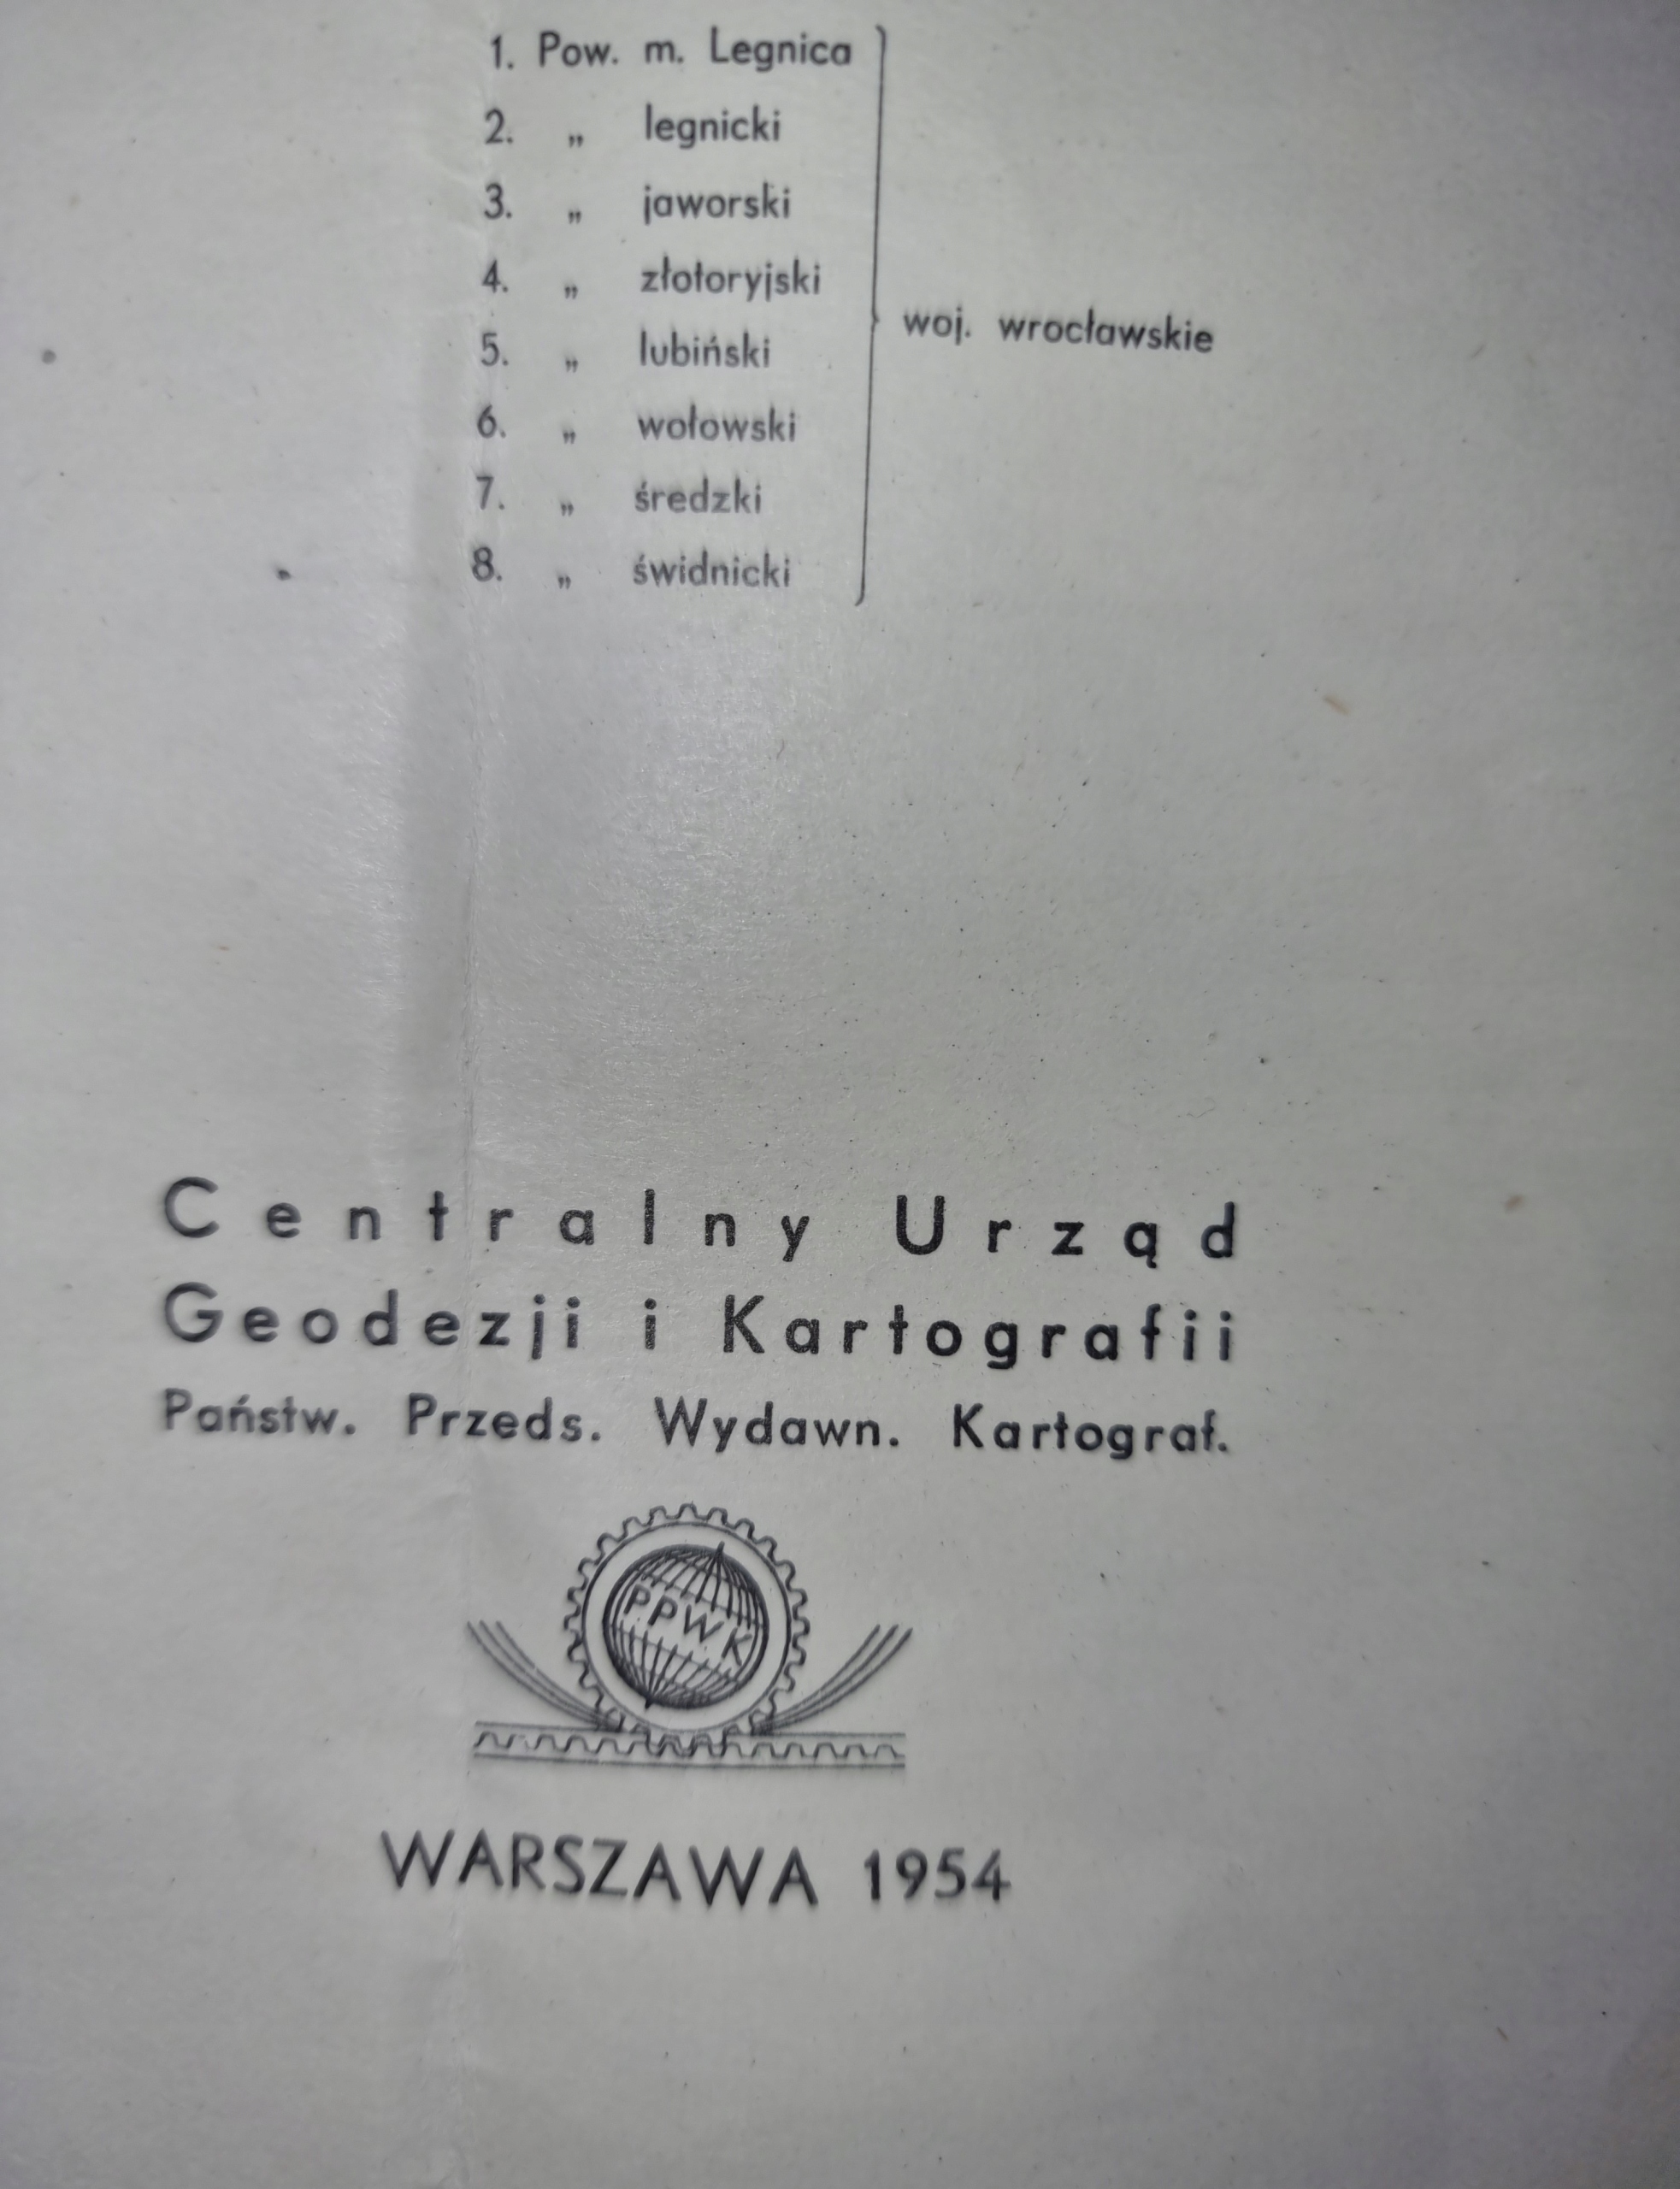 1. Pow. m. Legnica
2. „ legnicki
3. „ jaworski
4. „ złotoryjski
5. „ lubiński
6. „ wołowski
7. „ średzki
8. „ świdnicki
woj. wrocławskie
Centralny Urząd
Geodezji i Kartografii
Państw. Przeds. Wydawn. Kartograf.
PPWK
WARSZAWA 1954